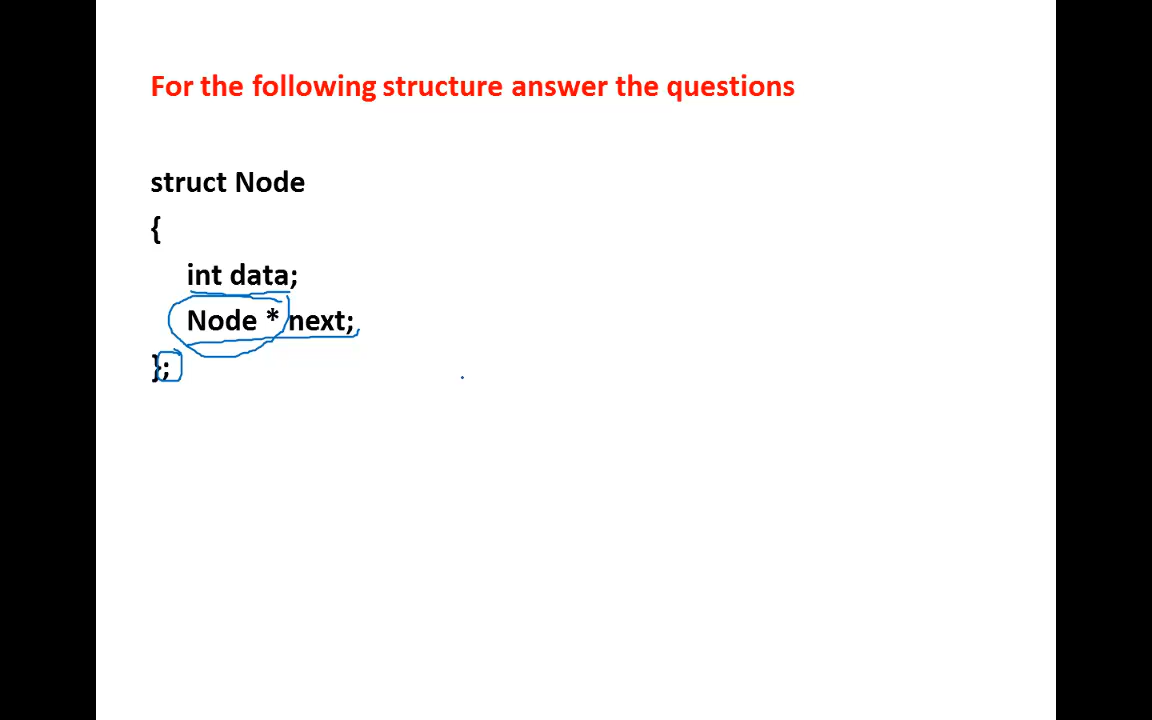 For the following structure answer the questions
struct Node
{
int data;
Node * next;
};